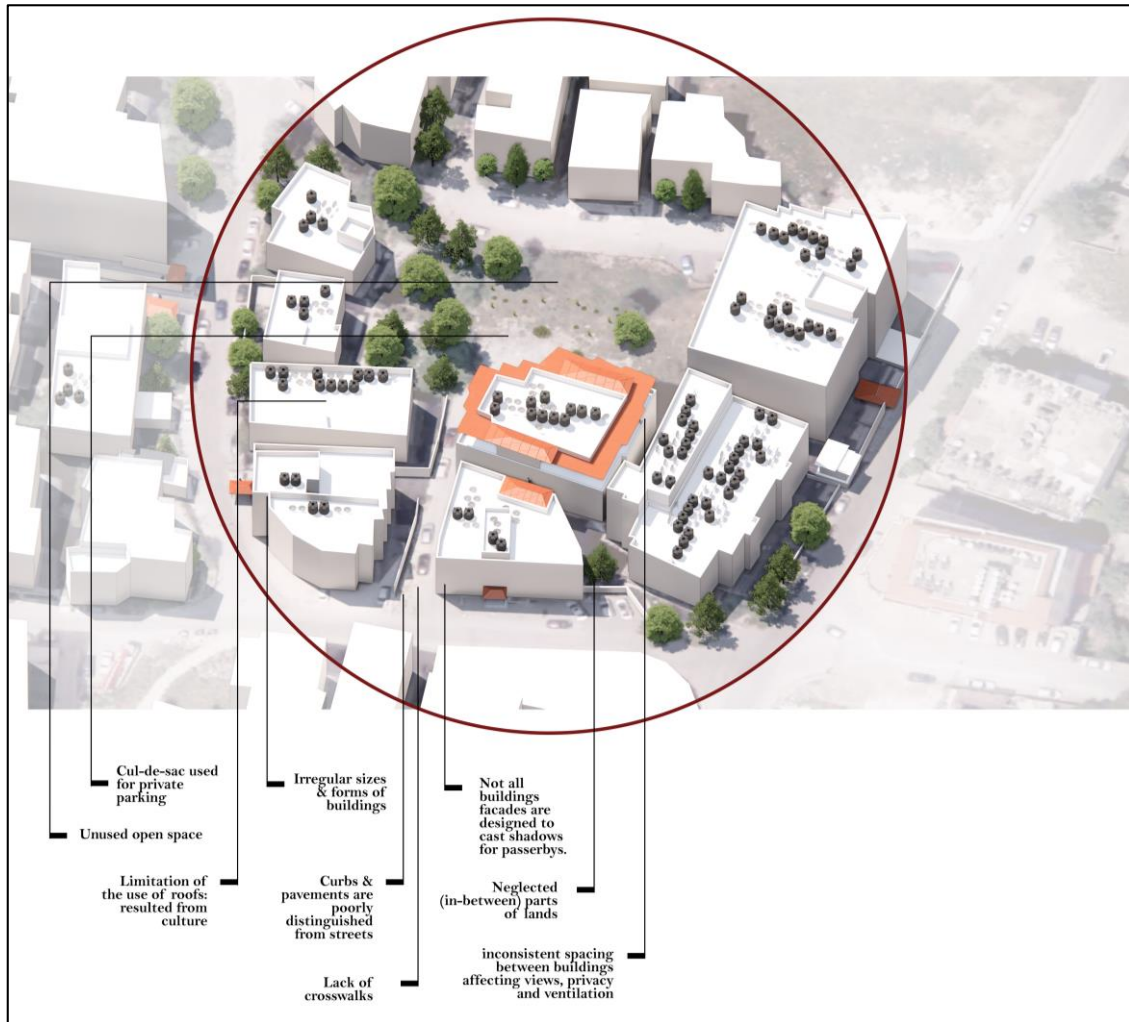 Cul-de-sac used
for private
parking
Unused open space
Limitation of
the use of roofs:
resulted from
culture
Irregular sizes
& forms of
buildings
Curbs &
pavements are
poorly
distinguished
from streets
Lack of
crosswalks
Not all
buildings
facades are
designed to
cast shadows
for passerbys.
Neglected
(in-between) parts
of lands
inconsistent spacing
between buildings
affecting views, privacy
and ventilation